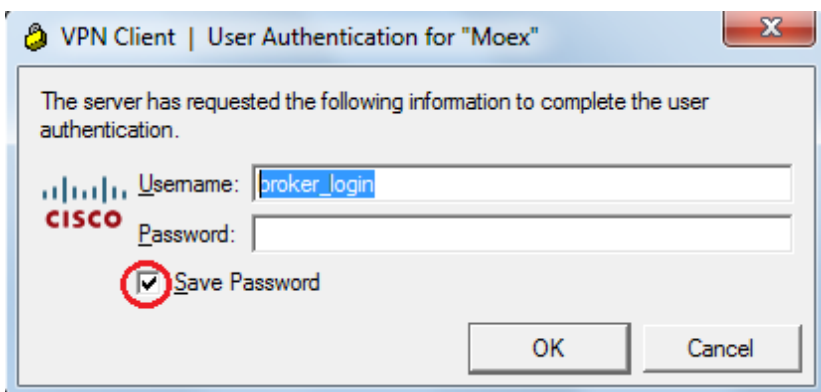 VPN Client | User Authentication for "Moex"
The server has requested the following information to complete the user
authentication.
CISCO
Username: broker_login
Password:
Save Password
OK Cancel